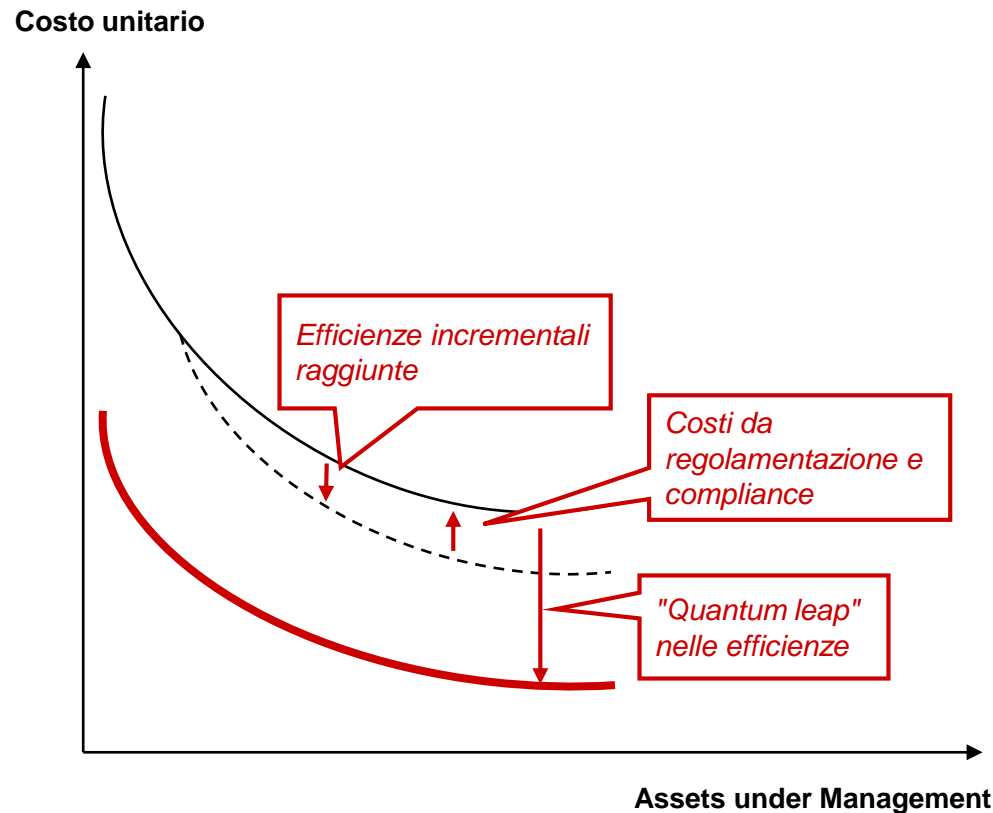 Costo unitario
Efficienze incrementali
raggiunte
Costi da
regolamentazione e
compliance
"Quantum leap"
nelle efficienze
Assets under Management